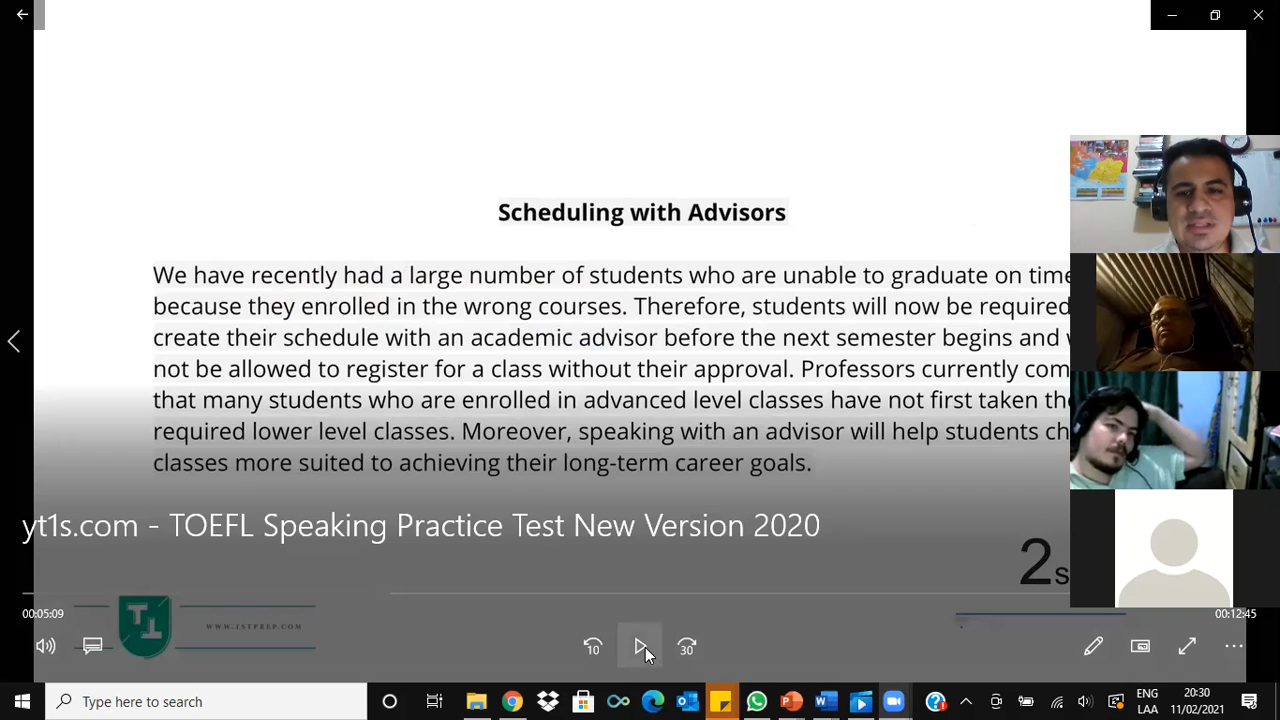 Scheduling with Advisors
We have recently had a large number of students who are unable to graduate on time
because they enrolled in the wrong courses. Therefore, students will now be required
create their schedule with an academic advisor before the next semester begins and
not be allowed to register for a class without their approval. Professors currently com
that many students who are enrolled in advanced level classes have not first taken the
required lower level classes. Moreover, speaking with an advisor will help students ch
classes more suited to achieving their long-term career goals.
yt1s.com - TOEFL Speaking Practice Test New Version 2020
2s
00:05:09
00:12:45
WWW.TSTPREP.COM
10
30
Type here to search
ENG
LAA
20:30
11/02/2021